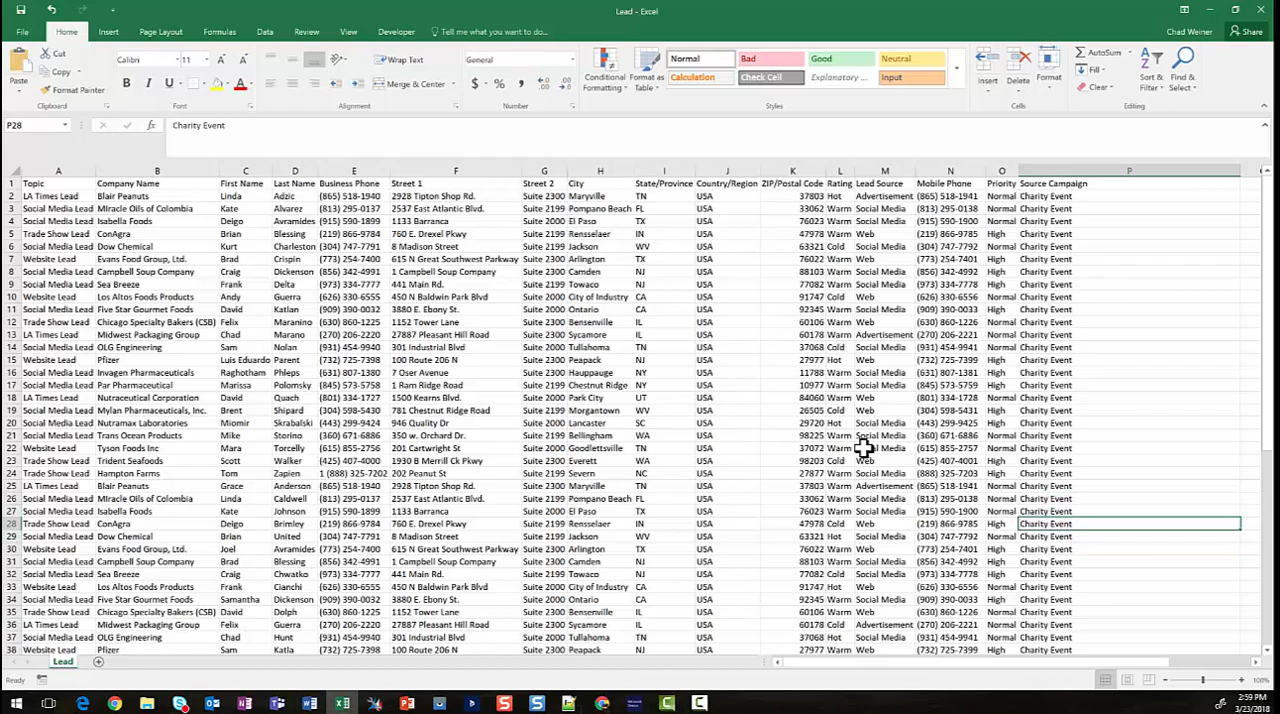 Lead - Excel
File Home Insert Page Layout Formulas Data Review View Developer Tell me what you want to do... Chad Weiner Share
Cut Calibri 11 Wrap Text General Normal Bad Good Neutral AutoSum
Copy Fill
Paste Format Painter Merge & Center Conditional Formatting Format as Table Calculation Check Cell Explanatory ... Input Insert Delete Format Clear Sort & Filter Find & Select
Clipboard Font Alignment Number Styles Cells Editing
P28 Charity Event
A B C D E F G H I J K L M N O P
1 Topic Company Name First Name Last Name Business Phone Street 1 Street 2 City State/Province Country/Region ZIP/Postal Code Rating Lead Source Mobile Phone Priority Source Campaign
2 LA Times Lead Blair Peanuts Linda Adzic (865) 518-1940 2928 Tipton Shop Rd. Suite 2300 Maryville TN USA 37803 Hot Advertisement (865) 518-1941 Normal Charity Event
3 Social Media Lead Miracle Oils of Colombia Kate Alvarez (813) 295-0137 2537 East Atlantic Blvd. Suite 2199 Pompano Beach FL USA 33062 Warm Social Media (813) 295-0138 Normal Charity Event
4 Social Media Lead Isabella Foods Deigo Avramides (915) 590-1899 1133 Barranca Suite 2000 El Paso TX USA 76023 Warm Social Media (915) 590-1900 Normal Charity Event
5 Trade Show Lead ConAgra Brian Blessing (219) 866-9784 760 E. Drexel Pkwy Suite 2199 Rensselaer IN USA 47978 Warm Web (219) 866-9785 High Charity Event
6 Social Media Lead Dow Chemical Kurt Charleston (304) 747-7791 8 Madison Street Suite 2199 Jackson WV USA 63321 Cold Social Media (304) 747-7792 High Charity Event
7 Website Lead Evans Food Group, Ltd. Brad Crispin (773) 254-7400 615 N Great Southwest Parkway Suite 2300 Arlington TX USA 76022 Warm Web (773) 254-7401 High Charity Event
8 Social Media Lead Campbell Soup Company Craig Dickenson (856) 342-4991 1 Campbell Soup Company Suite 2300 Camden NJ USA 88103 Warm Social Media (856) 342-4992 High Charity Event
9 Social Media Lead Sea Breeze Frank Delta (973) 334-7777 441 Main Rd. Suite 2199 Towaco NJ USA 77082 Warm Social Media (973) 334-7778 High Charity Event
10 Website Lead Los Altos Foods Products Andy Guerra (626) 330-6555 450 N Baldwin Park Blvd Suite 2000 City of Industry CA USA 91747 Cold Web (626) 330-6556 Normal Charity Event
11 Social Media Lead Five Star Gourmet Foods David Katlan (909) 390-0032 3880 E. Ebony St. Suite 2000 Ontario CA USA 92345 Warm Social Media (909) 390-0033 Normal Charity Event
12 Trade Show Lead Chicago Specialty Bakers (CSB) Felix Maranino (630) 860-1225 1152 Tower Lane Suite 2300 Bensenville IL USA 60106 Warm Web (630) 860-1226 Normal Charity Event
13 LA Times Lead Midwest Packaging Group Chad Marano (270) 206-2220 27887 Pleasant Hill Road Suite 2300 Sycamore IL USA 60178 Warm Advertisement (270) 206-2221 Normal Charity Event
14 Social Media Lead OLG Engineering Sam Nolan (931) 454-9940 301 Industrial Blvd Suite 2000 Tullahoma TN USA 37068 Cold Social Media (931) 454-9941 Normal Charity Event
15 Website Lead Pfizer Luis Eduardo Parent (732) 725-7398 100 Route 206 N Suite 2300 Peapack NJ USA 27977 Hot Web (732) 725-7399 High Charity Event
16 Website Lead Invagen Pharmaceuticals Raghotham Phleps (631) 807-1380 7 Oser Avenue Suite 2300 Hauppauge NY USA 11788 Warm Web (631) 807-1381 High Charity Event
17 Social Media Lead Par Pharmaceutical Marissa Polomsky (845) 573-5758 1 Ram Ridge Road Suite 2199 Chestnut Ridge NY USA 10977 Warm Social Media (845) 573-5759 High Charity Event
18 LA Times Lead Nutraceutical Corporation David Quach (801) 334-1727 1500 Kearns Blvd. Suite 2000 Park City UT USA 84060 Warm Web (801) 334-1728 Normal Charity Event
19 Social Media Lead Mylan Pharmaceuticals, Inc. Brent Shipard (304) 598-5430 781 Chestnut Ridge Road Suite 2199 Morgantown WV USA 26505 Cold Web (304) 598-5431 High Charity Event
20 Social Media Lead Nutramax Laboratories Miomir Skrabalski (443) 299-9424 946 Quality Dr Suite 2000 Lancaster SC USA 29720 Hot Social Media (443) 299-9425 High Charity Event
21 Social Media Lead Trans Ocean Products Mike Storino (360) 671-6886 350 w. Orchard Dr. Suite 2199 Bellingham WA USA 98225 Warm Social Media (360) 671-6886 Normal Charity Event
22 Website Lead Tyson Foods Inc Mara Torcelly (615) 855-2756 201 Cartwright St Suite 2000 Goodlettsville TN USA 37072 Warm Social Media (615) 855-2757 Normal Charity Event
23 Website Lead Trident Seafoods Scott Walker (425) 407-4000 1930 B Merrill Ck Pkwy Suite 2300 Everett WA USA 98203 Cold Web (425) 407-4001 High Charity Event
24 Trade Show Lead Hampton Farms Tom Zapien 1 (888) 325-7202 202 Peanut St Suite 2199 Severn NC USA 27877 Warm Social Media (888) 325-7203 High Charity Event
25 LA Times Lead Blair Peanuts Grace Anderson (865) 518-1940 2928 Tipton Shop Rd. Suite 2300 Maryville TN USA 37803 Warm Advertisement (865) 518-1941 Normal Charity Event
26 Social Media Lead Miracle Oils of Colombia Linda Caldwell (813) 295-0137 2537 East Atlantic Blvd. Suite 2199 Pompano Beach FL USA 33062 Warm Social Media (813) 295-0138 Normal Charity Event
27 Social Media Lead Isabella Foods Kate Johnson (915) 590-1899 1133 Barranca Suite 2000 El Paso TX USA 76023 Warm Social Media (915) 590-1900 Normal Charity Event
28 Trade Show Lead ConAgra Deigo Brimley (219) 866-9784 760 E. Drexel Pkwy Suite 2199 Rensselaer IN USA 47978 Cold Web (219) 866-9785 High Charity Event
29 Social Media Lead Dow Chemical Brian United (304) 747-7791 8 Madison Street Suite 2199 Jackson WV USA 63321 Hot Social Media (304) 747-7792 High Charity Event
30 Website Lead Evans Food Group, Ltd. Joel Avramides (773) 254-7400 615 N Great Southwest Parkway Suite 2300 Arlington TX USA 76022 Warm Web (773) 254-7401 High Charity Event
31 Social Media Lead Campbell Soup Company Brad Blessing (856) 342-4991 1 Campbell Soup Company Suite 2300 Camden NJ USA 88103 Warm Social Media (856) 342-4992 High Charity Event
32 Social Media Lead Sea Breeze Craig Chwatko (973) 334-7777 441 Main Rd. Suite 2199 Towaco NJ USA 77082 Cold Social Media (973) 334-7778 High Charity Event
33 Website Lead Los Altos Foods Products Frank Cianchi (626) 330-6555 450 N Baldwin Park Blvd Suite 2000 City of Industry CA USA 91747 Hot Web (626) 330-6556 Normal Charity Event
34 Social Media Lead Five Star Gourmet Foods Samantha Dickinson (909) 390-0032 3880 E. Ebony St. Suite 2000 Ontario CA USA 92345 Warm Social Media (909) 390-0033 Normal Charity Event
35 Trade Show Lead Chicago Specialty Bakers (CSB) David Dolph (630) 860-1225 1152 Tower Lane Suite 2300 Bensenville IL USA 60106 Warm Web (630) 860-1226 Normal Charity Event
36 LA Times Lead Midwest Packaging Group Felix Guerra (270) 206-2220 27887 Pleasant Hill Road Suite 2300 Sycamore IL USA 60178 Cold Advertisement (270) 206-2221 Normal Charity Event
37 Social Media Lead OLG Engineering Chad Hunt (931) 454-9940 301 Industrial Blvd Suite 2000 Tullahoma TN USA 37068 Hot Social Media (931) 454-9941 Normal Charity Event
38 Website Lead Pfizer Sam Katla (732) 725-7398 100 Route 206 N Suite 2300 Peapack NJ USA 27977 Warm Web (732) 725-7399 High Charity Event
Lead
Ready 100%
2:59 PM
3/23/2018